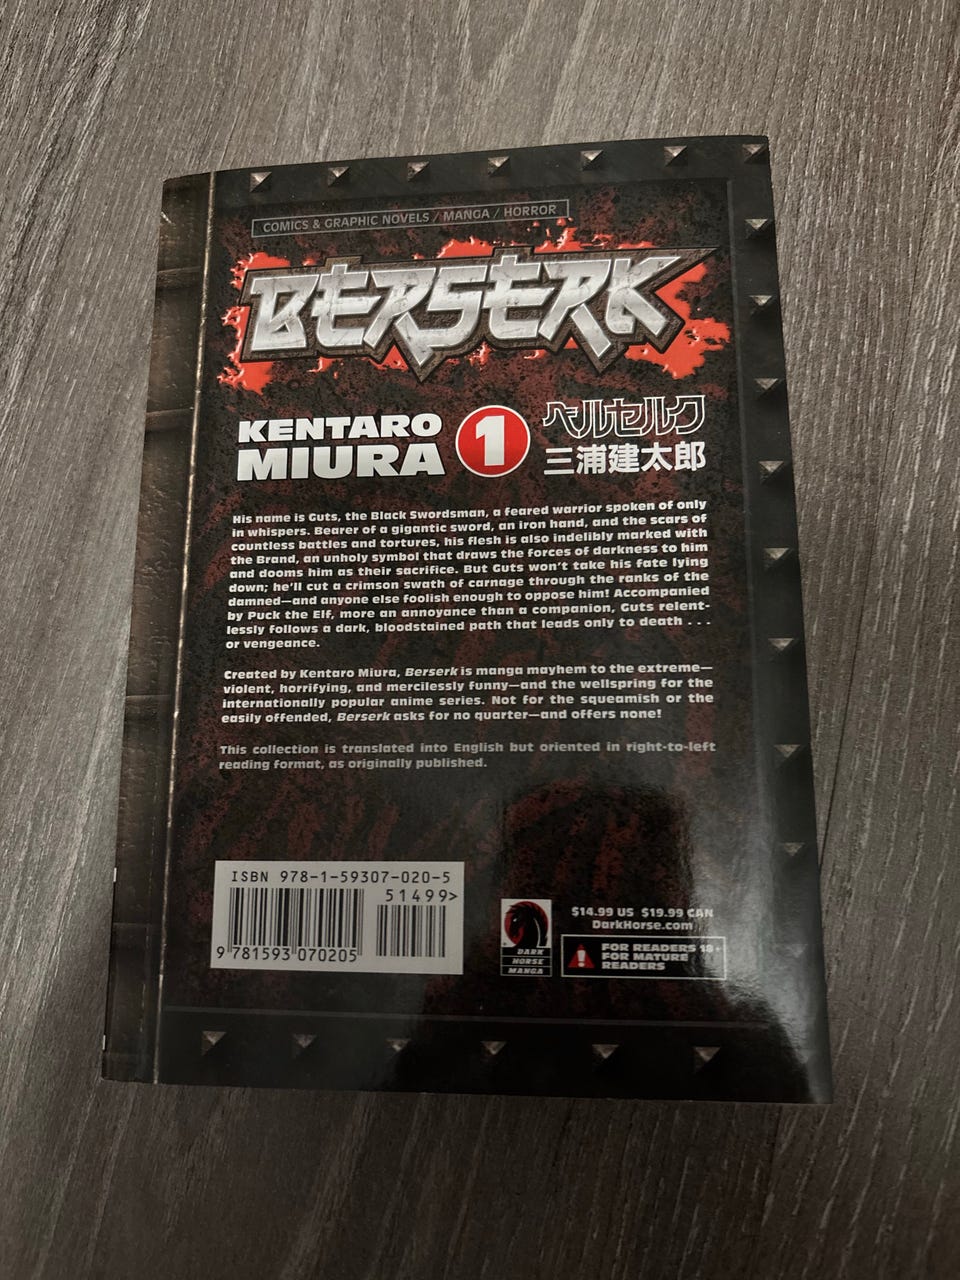 COMICS & GRAPHIC NOVELS / MANGA / HORROR
BERSERK
KENTARO
MIURA
1
ベルセルク
三浦建太郎
His name is Guts, the Black Swordsman, a feared warrior spoken of only
in whispers. Bearer of a gigantic sword, an iron hand, and the scars of
countless battles and tortures, his flesh is also indelibly marked with
the Brand, an unholy symbol that draws the forces of darkness to him
and dooms him as their sacrifice. But Guts won't take his fate lying
down; he'll cut a crimson swath of carnage through the ranks of the
damned—and anyone else foolish enough to oppose him! Accompanied
by Puck the Elf, more an annoyance than a companion, Guts relent-
lessly follows a dark, bloodstained path that leads only to death . . .
or vengeance.
Created by Kentaro Miura, Berserk is manga mayhem to the extreme—
violent, horrifying, and mercilessly funny—and the wellspring for the
internationally popular anime series. Not for the squeamish or the
easily offended, Berserk asks for no quarter—and offers none!
This collection is translated into English but oriented in right-to-left
reading format, as originally published.
ISBN 978-1-59307-020-5
51499>
9 781593 070205
DARK
HORSE
MANGA
$14.99 US $19.99 CAN
DarkHorse.com
FOR READERS 18+
FOR MATURE
READERS